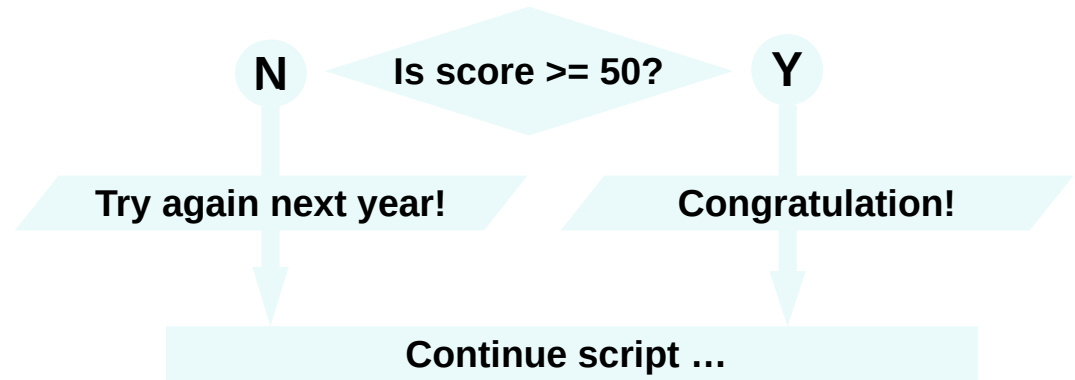 N
Is score >= 50?
Y
Try again next year!
Congratulation!
Continue script …